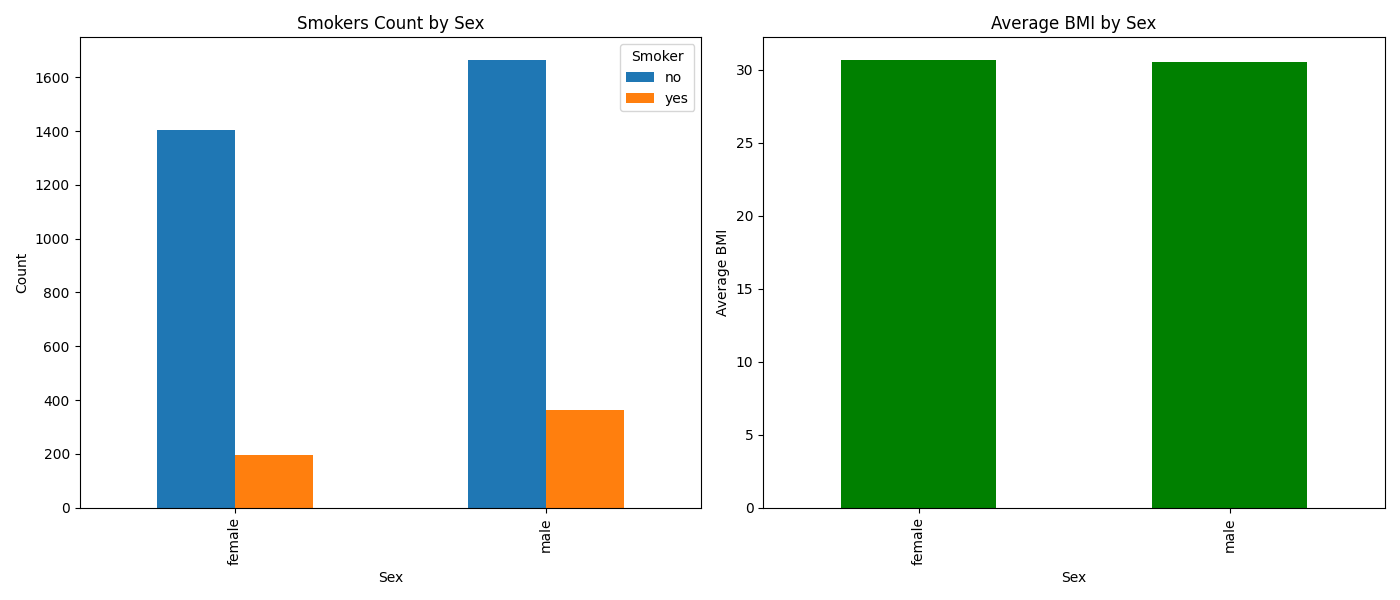 Smokers Count by Sex
Smoker
no
yes
1600
1400
1200
1000
800
600
400
200
0
Count
female
male
Sex
Average BMI by Sex
30
25
20
15
10
5
0
Average BMI
female
male
Sex